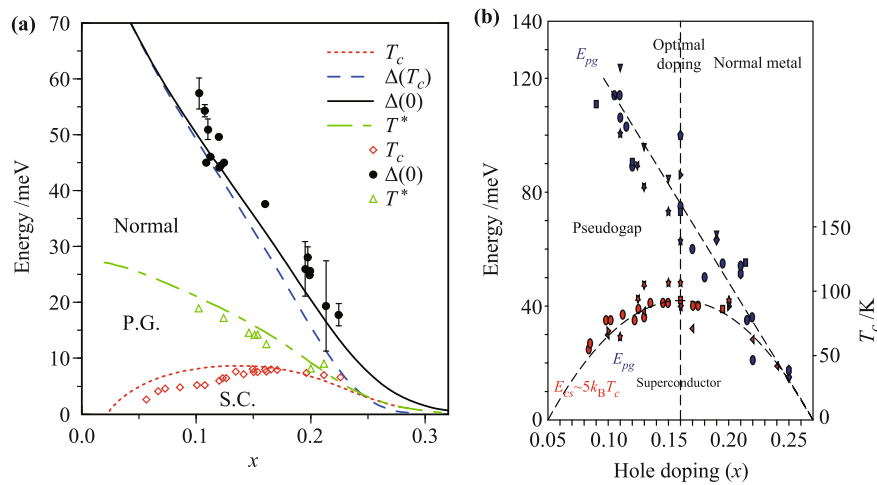 (a)
Energy /meV
70
60
50
40
30
20
10
0
0.1
0.2
0.3
x
T_c
Δ(T_c)
Δ(0)
T*
T_c
Δ(0)
T*
Normal
P.G.
S.C.
(b)
Energy/meV
140
120
80
40
0
0.05
0.10
0.15
0.20
0.25
Hole doping (x)
150
100
50
0
T_c/K
E_pg
Optimal
doping
Normal metal
Pseudogap
E_pg
E_cs~5k_BT_c
Superconductor